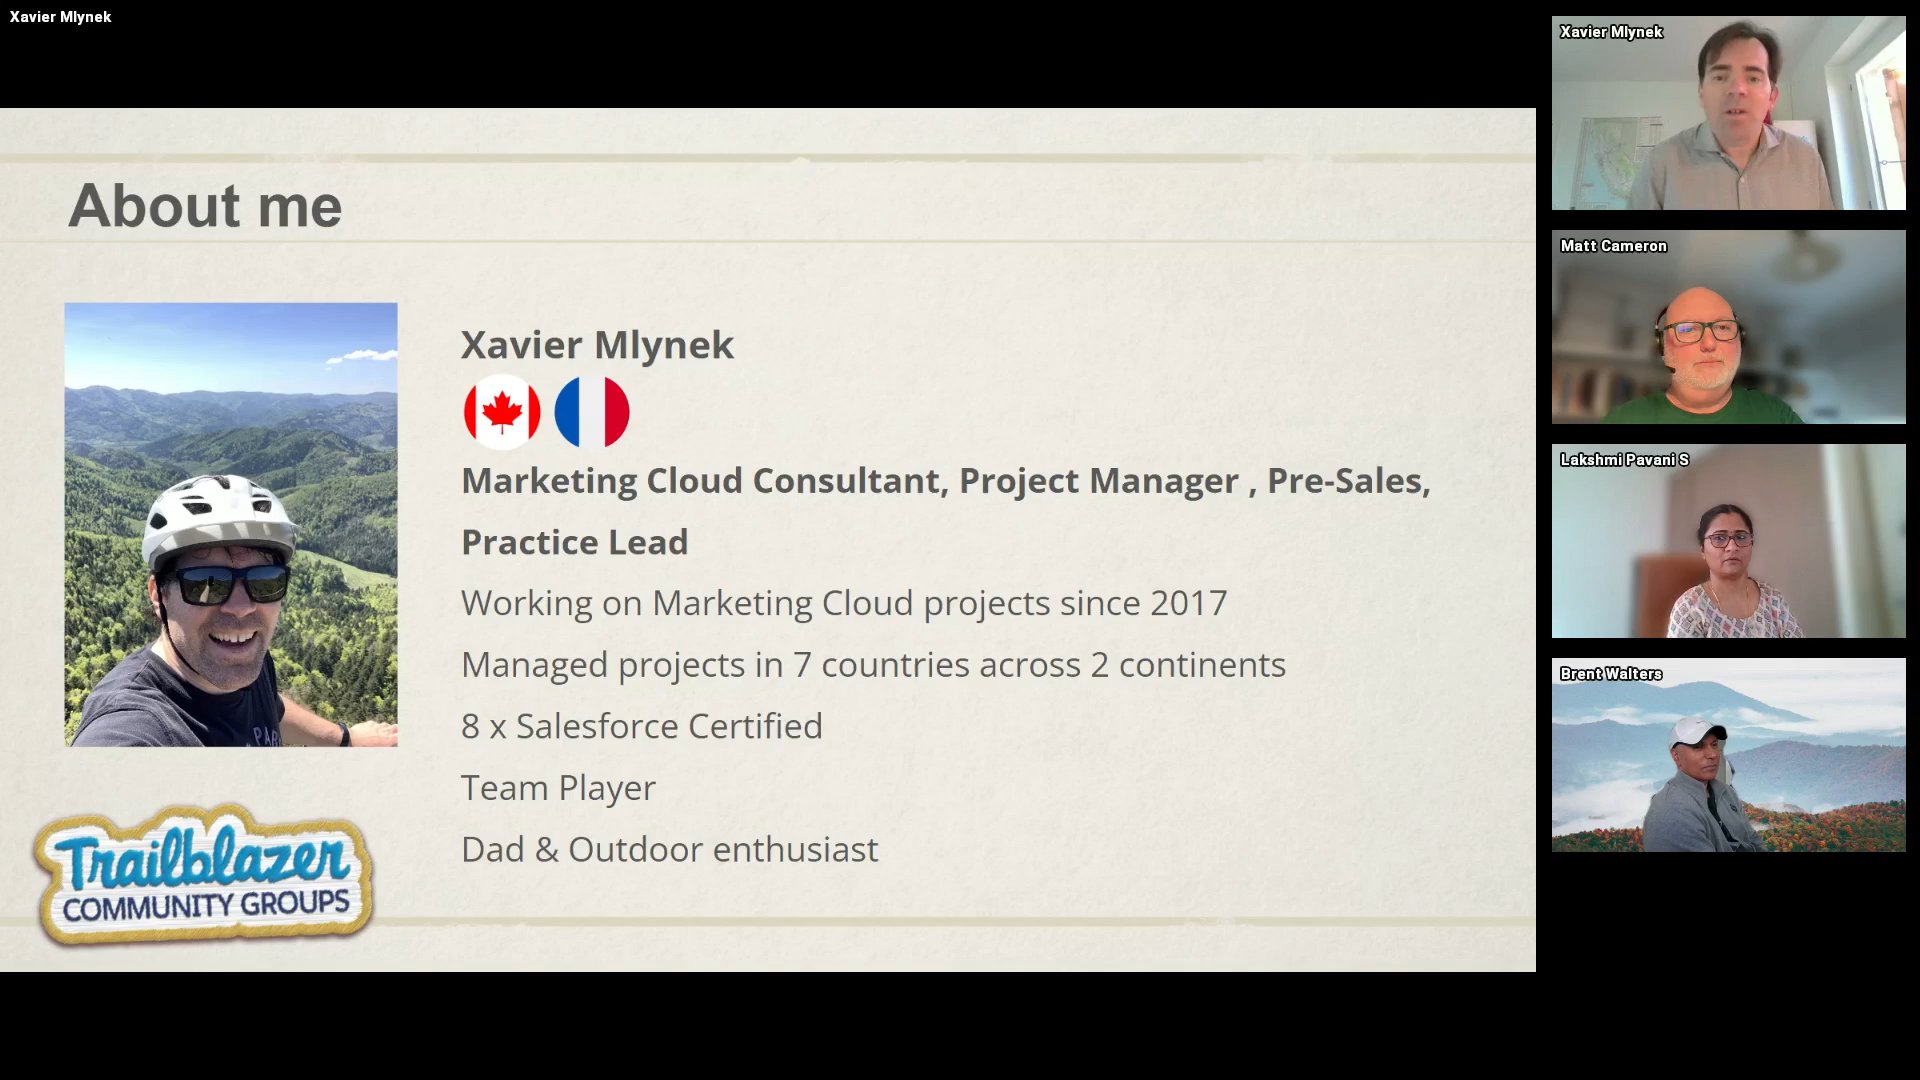 Xavier Mlynek
About me
Xavier Mlynek
Marketing Cloud Consultant, Project Manager , Pre-Sales,
Practice Lead
Working on Marketing Cloud projects since 2017
Managed projects in 7 countries across 2 continents
8 x Salesforce Certified
Team Player
Dad & Outdoor enthusiast
Trailblazer
COMMUNITY GROUPS
Xavier Mlynek
Matt Cameron
Lakshmi Pavani S
Brent Walters